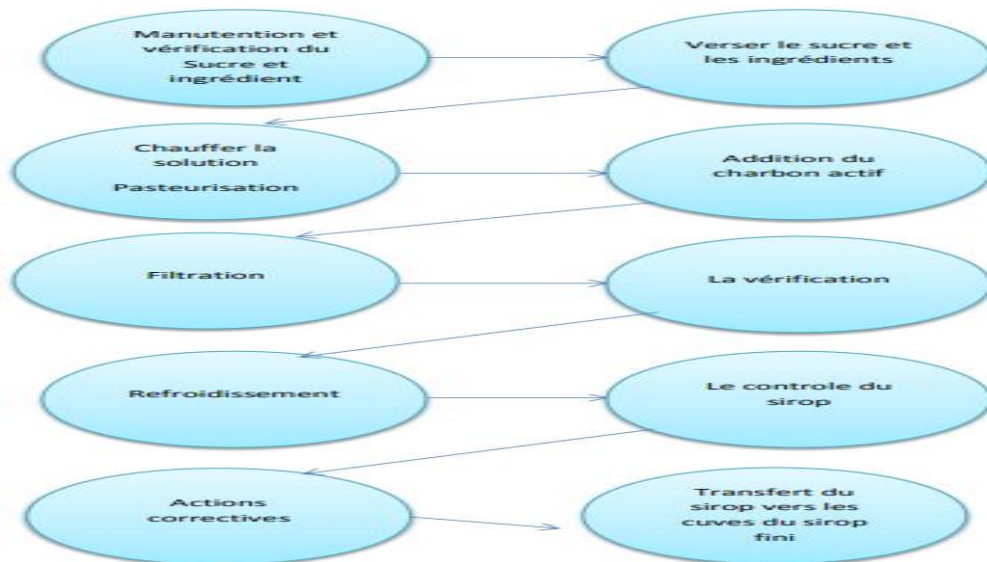 Manutention et
vérification du
Sucre et
ingrédient
Verser le sucre et
les ingrédients
Chauffer la
solution
Pasteurisation
Addition du
charbon actif
Filtration
La vérification
Refroidissement
Le controle du
sirop
Actions
correctives
Transfert du
sirop vers les
cuves du sirop
fini